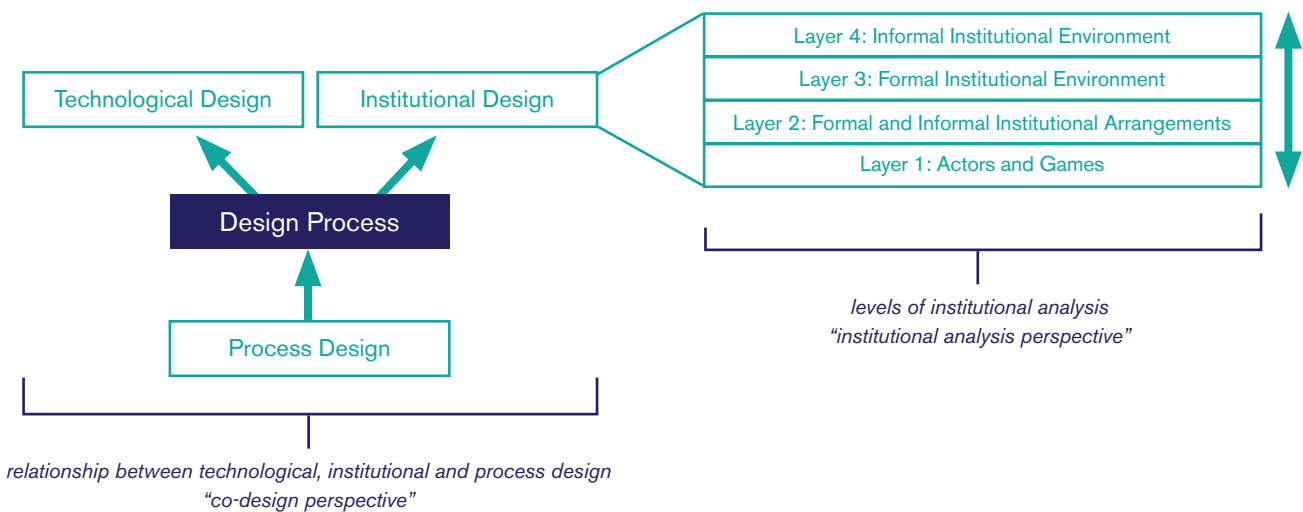 Layer 4: Informal Institutional Environment
Layer 3: Formal Institutional Environment
Layer 2: Formal and Informal Institutional Arrangements
Layer 1: Actors and Games
Technological Design
Institutional Design
Design Process
Process Design
levels of institutional analysis
“institutional analysis perspective”
relationship between technological, institutional and process design
“co-design perspective”